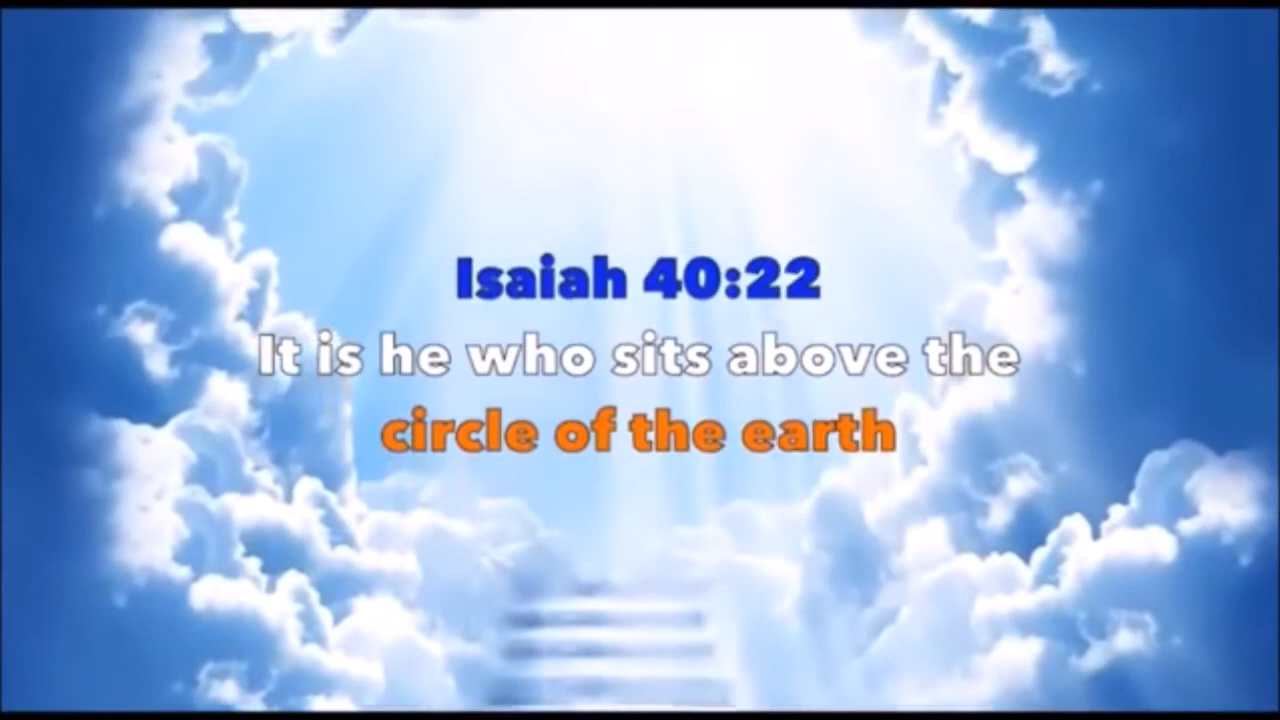 Isaiah 40:22
It is he who sits above the
circle of the earth